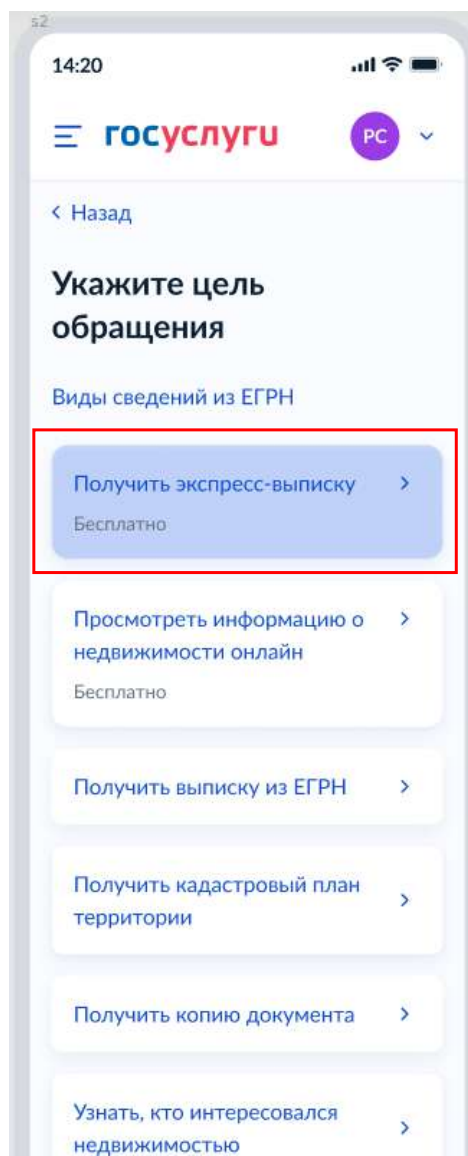 s2
14:20
госуслуги
РС
Назад
Укажите цель
обращения
Виды сведений из ЕГРН
Получить экспресс-выписку
Бесплатно
Просмотреть информацию о
недвижимости онлайн
Бесплатно
Получить выписку из ЕГРН
Получить кадастровый план
территории
Получить копию документа
Узнать, кто интересовался
недвижимостью